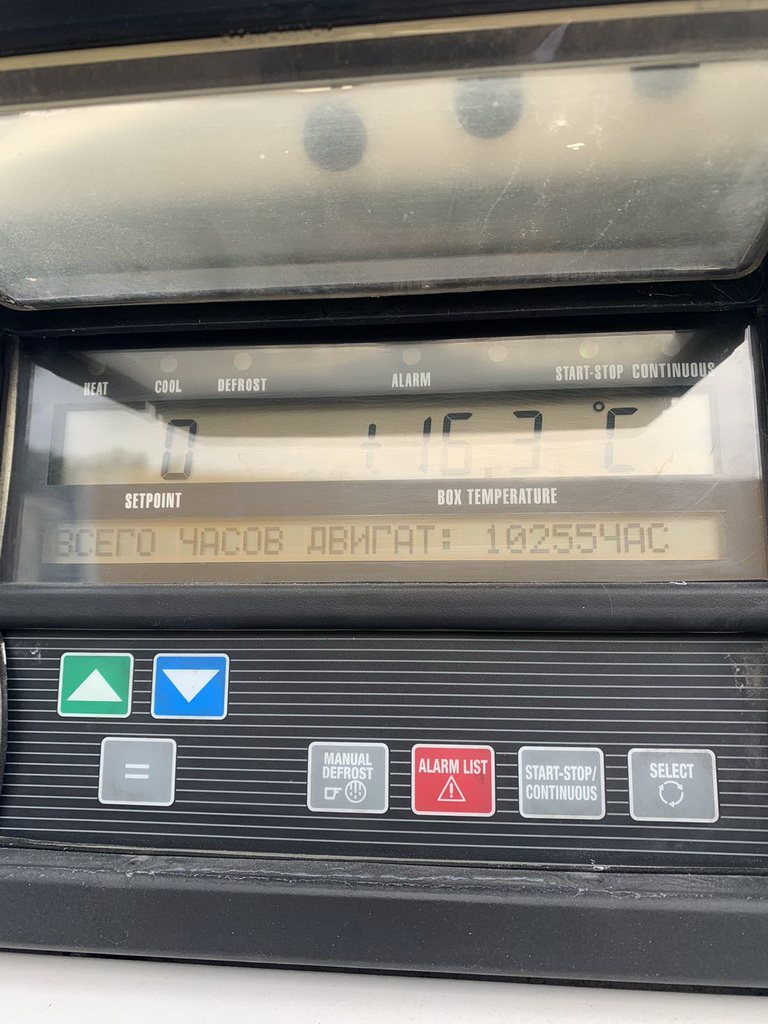 HEAT COOL DEFROST ALARM START-STOP CONTINUOUS
0 +16.3 °C
SETPOINT BOX TEMPERATURE
ВСЕГО ЧАСОВ ДВИГАТ: 10255ЧАС
MANUAL DEFROST
ALARM LIST
START-STOP/
CONTINUOUS
SELECT
=